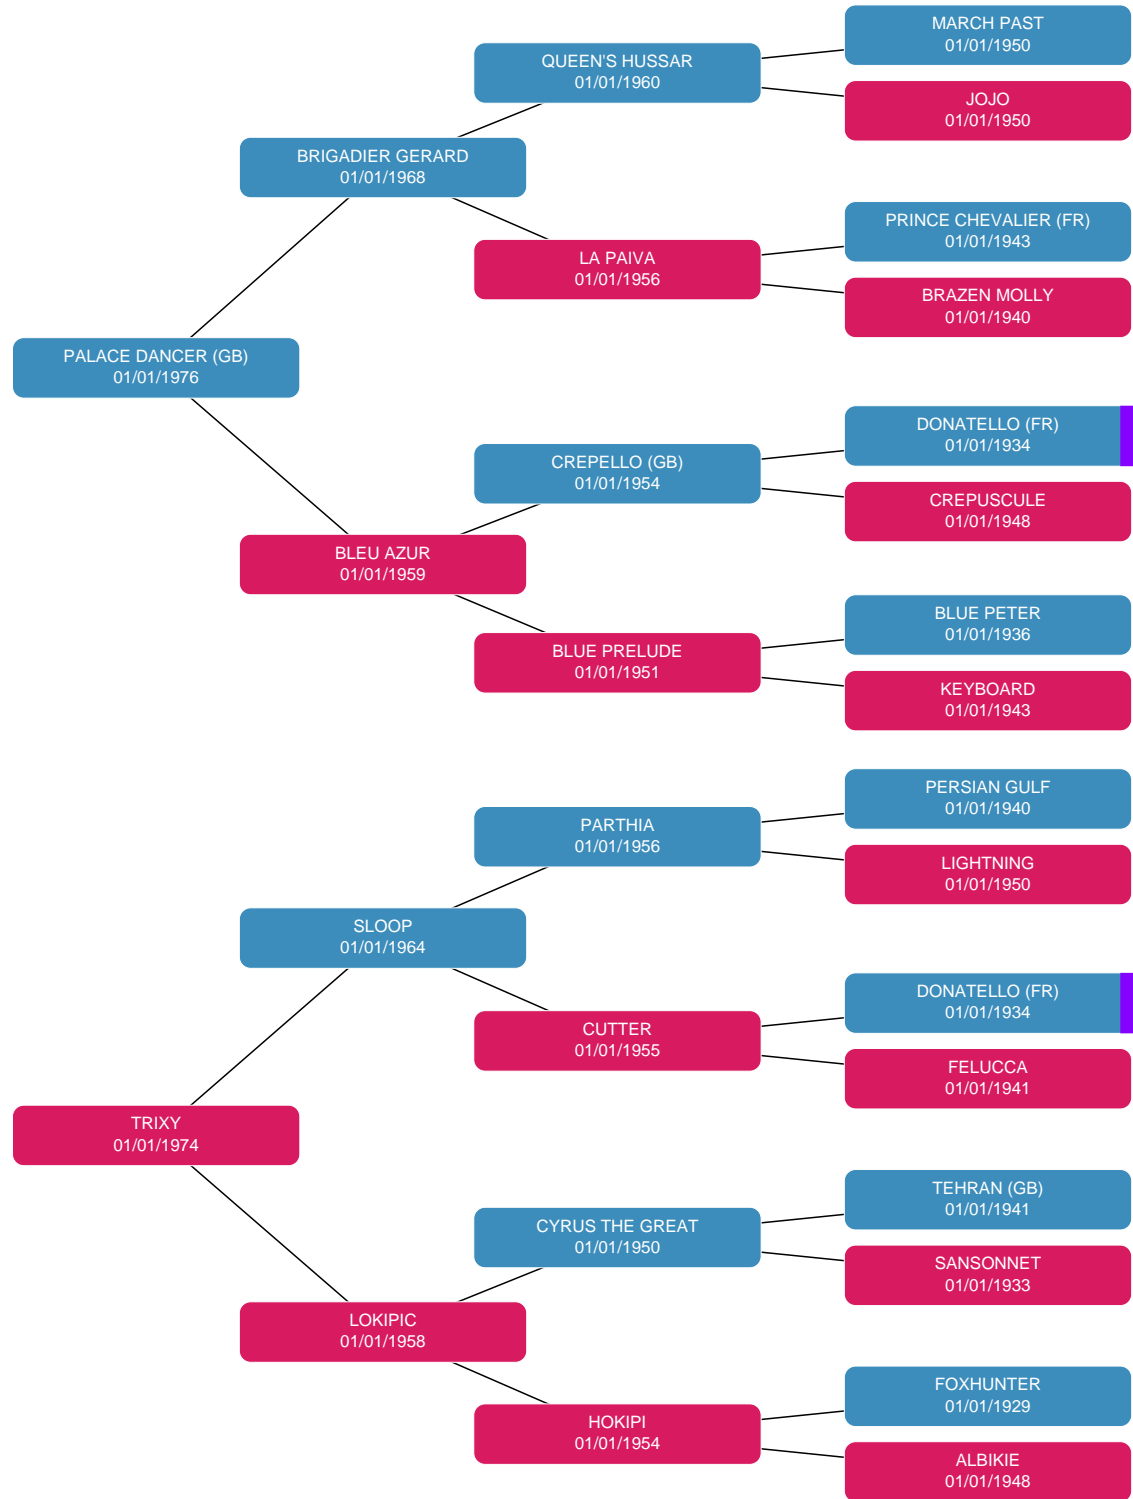 MARCH PAST
01/01/1950
QUEEN'S HUSSAR
01/01/1960
JOJO
01/01/1950
BRIGADIER GERARD
01/01/1968
PRINCE CHEVALIER (FR)
01/01/1943
LA PAIVA
01/01/1956
BRAZEN MOLLY
01/01/1940
PALACE DANCER (GB)
01/01/1976
DONATELLO (FR)
01/01/1934
CREPELLO (GB)
01/01/1954
CREPUSCULE
01/01/1948
BLEU AZUR
01/01/1959
BLUE PETER
01/01/1936
BLUE PRELUDE
01/01/1951
KEYBOARD
01/01/1943
PERSIAN GULF
01/01/1940
PARTHIA
01/01/1956
LIGHTNING
01/01/1950
SLOOP
01/01/1964
DONATELLO (FR)
01/01/1934
CUTTER
01/01/1955
FELUCCA
01/01/1941
TRIXY
01/01/1974
TEHRAN (GB)
01/01/1941
CYRUS THE GREAT
01/01/1950
SANSONNET
01/01/1933
LOKIPIC
01/01/1958
FOXHUNTER
01/01/1929
HOKIPI
01/01/1954
ALBIKIE
01/01/1948